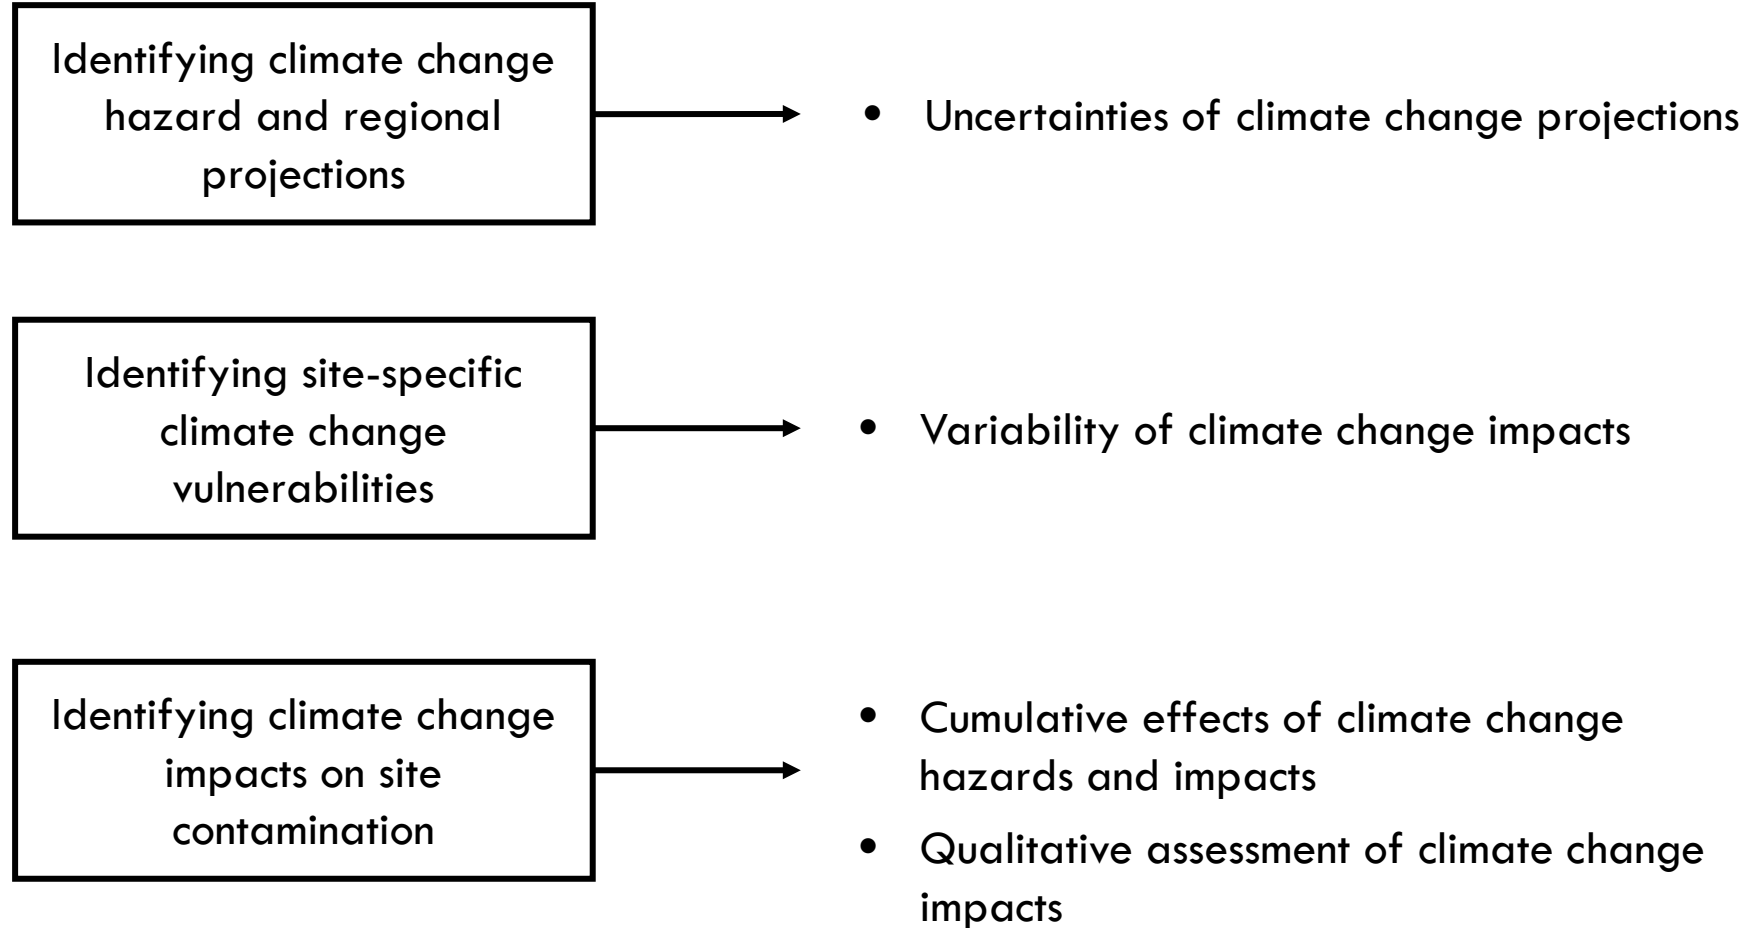 Identifying climate change
hazard and regional
projections
• Uncertainties of climate change projections
Identifying site-specific
climate change
vulnerabilities
• Variability of climate change impacts
Identifying climate change
impacts on site
contamination
• Cumulative effects of climate change
hazards and impacts
• Qualitative assessment of climate change
impacts